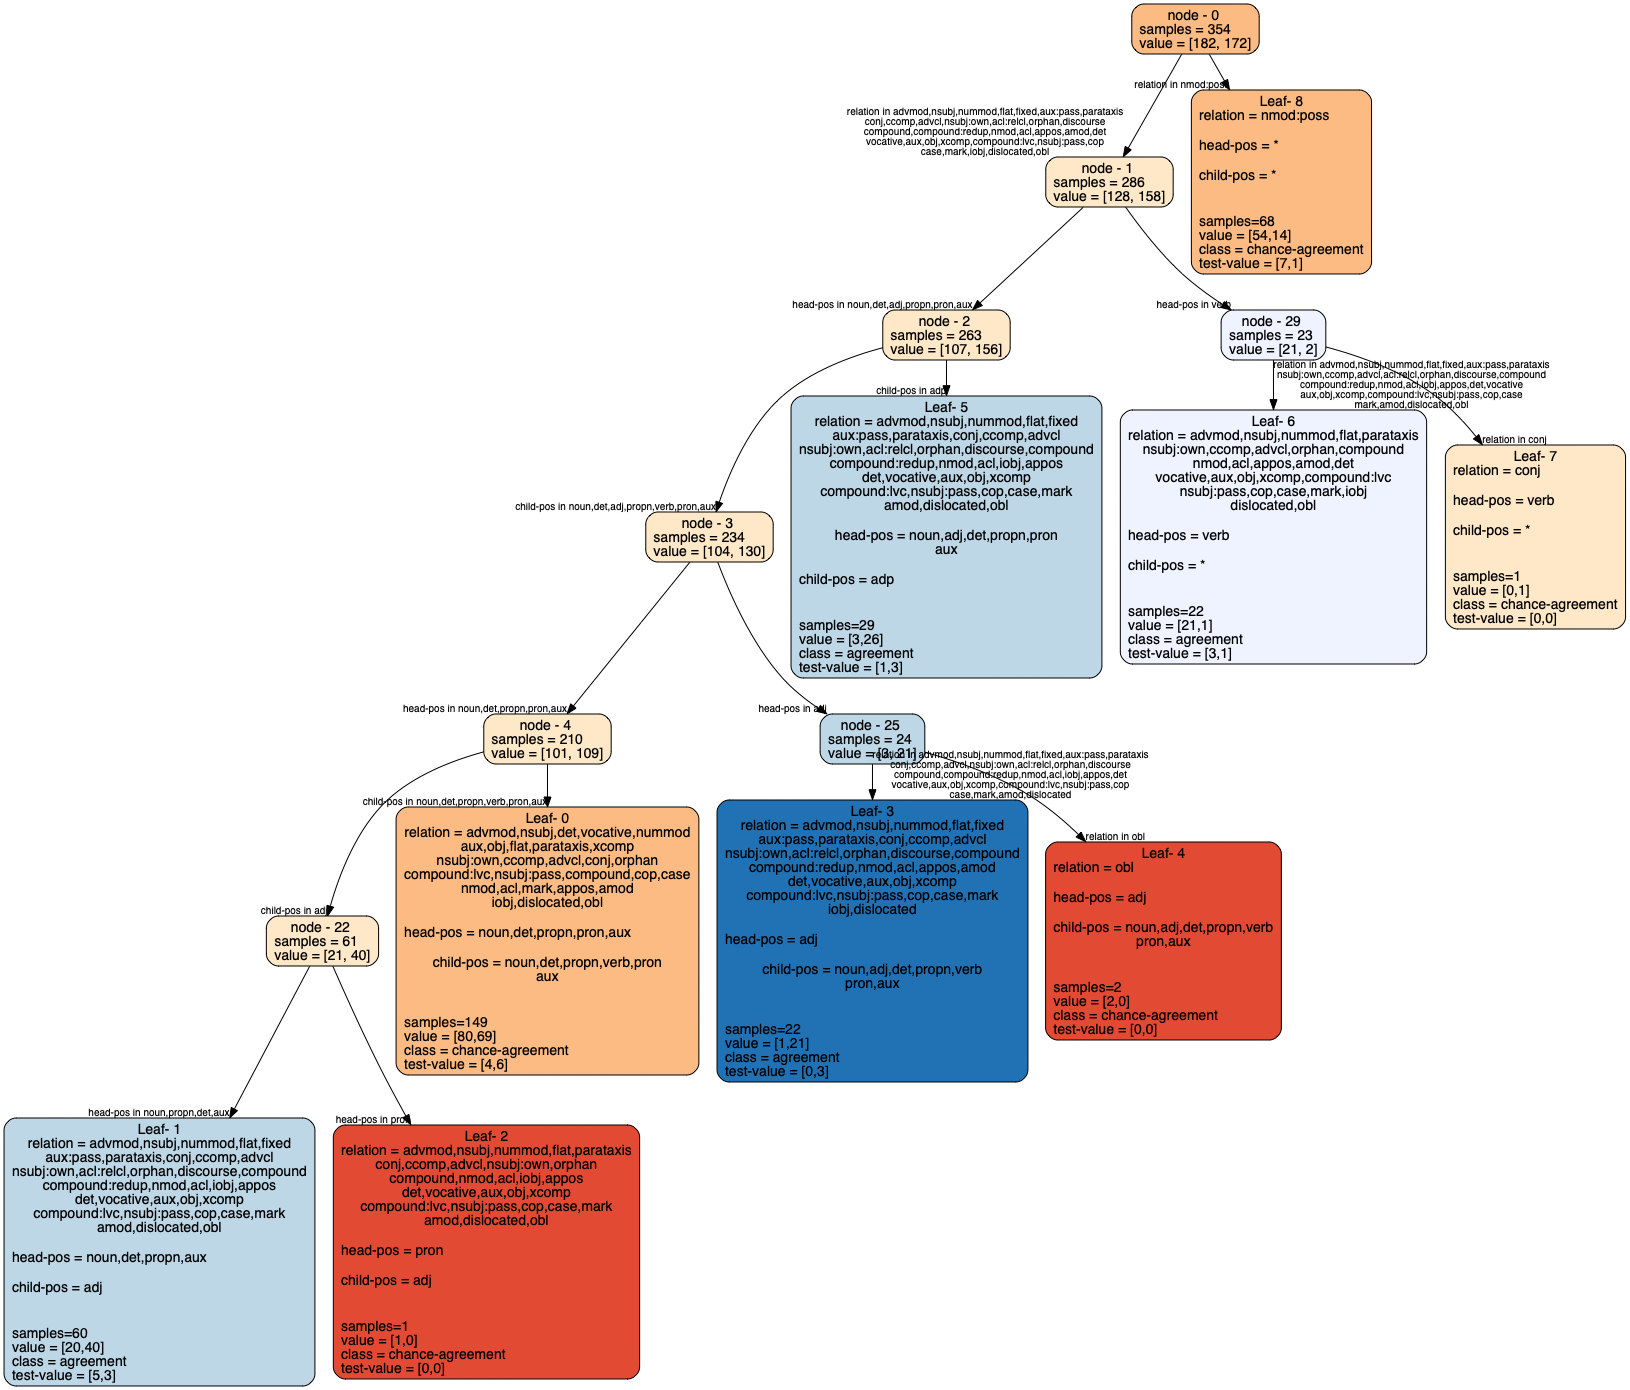 node - 0
samples = 354
value = [182, 172]
relation in nmod:poss
Leaf- 8
relation = nmod:poss
head-pos = *
child-pos = *
samples=68
value = [54,14]
class = chance-agreement
test-value = [7,1]
relation in advmod,nsubj,nummod,flat,fixed,aux:pass,parataxis
conj,ccomp,advcl,nsubj:own,acl:relcl,orphan,discourse
compound,compound:redup,nmod,acl,appos,amod,det
vocative,aux,obj,xcomp,compound:lvc,nsubj:pass,cop
case,mark,iobj,dislocated,obl
node - 1
samples = 286
value = [128, 158]
head-pos in noun,det,adj,propn,pron,aux
node - 2
samples = 263
value = [107, 156]
head-pos in verb
node - 29
samples = 23
value = [21, 2]
child-pos in adp
Leaf- 5
relation = advmod,nsubj,nummod,flat,fixed
aux:pass,parataxis,conj,ccomp,advcl
nsubj:own,acl:relcl,orphan,discourse,compound
compound:redup,nmod,acl,iobj,appos
det,vocative,aux,obj,xcomp
compound:lvc,nsubj:pass,cop,case,mark
amod,dislocated,obl
head-pos = noun,adj,det,propn,pron
aux
child-pos = adp
samples=29
value = [3,26]
class = agreement
test-value = [1,3]
relation in advmod,nsubj,nummod,flat,fixed,aux:pass,parataxis
nsubj:own,ccomp,advcl,acl:relcl,orphan,discourse,compound
compound:redup,nmod,acl,iobj,appos,det,vocative
aux,obj,xcomp,compound:lvc,nsubj:pass,cop,case
mark,amod,dislocated,obl
Leaf- 6
relation = advmod,nsubj,nummod,flat,parataxis
nsubj:own,ccomp,advcl,orphan,compound
nmod,acl,appos,amod,det
vocative,aux,obj,xcomp,compound:lvc
nsubj:pass,cop,case,mark,iobj
dislocated,obl
head-pos = verb
child-pos = *
samples=22
value = [21,1]
class = agreement
test-value = [3,1]
relation in conj
Leaf- 7
relation = conj
head-pos = verb
child-pos = *
samples=1
value = [0,1]
class = chance-agreement
test-value = [0,0]
child-pos in noun,det,adj,propn,verb,pron,aux
node - 3
samples = 234
value = [104, 130]
head-pos in noun,det,propn,pron,aux
node - 4
samples = 210
value = [101, 109]
head-pos in adj
node - 25
samples = 24
value = [3, 21]
relation in advmod,nsubj,nummod,flat,fixed,aux:pass,parataxis
conj,ccomp,advcl,nsubj:own,acl:relcl,orphan,discourse
compound,compound:redup,nmod,acl,iobj,appos,det
vocative,aux,obj,xcomp,compound:lvc,nsubj:pass,cop
case,mark,amod,dislocated
child-pos in noun,det,propn,verb,pron,aux
Leaf- 0
relation = advmod,nsubj,det,vocative,nummod
aux,obj,flat,parataxis,xcomp
nsubj:own,ccomp,advcl,conj,orphan
compound:lvc,nsubj:pass,compound,cop,case
nmod,acl,mark,appos,amod
iobj,dislocated,obl
head-pos = noun,det,propn,pron,aux
child-pos = noun,det,propn,verb,pron
aux
samples=149
value = [80,69]
class = chance-agreement
test-value = [4,6]
Leaf- 3
relation = advmod,nsubj,nummod,flat,fixed
aux:pass,parataxis,conj,ccomp,advcl
nsubj:own,acl:relcl,orphan,discourse,compound
compound:redup,nmod,acl,appos,amod
det,vocative,aux,obj,xcomp
compound:lvc,nsubj:pass,cop,case,mark
iobj,dislocated
head-pos = adj
child-pos = noun,adj,det,propn,verb
pron,aux
samples=22
value = [1,21]
class = agreement
test-value = [0,3]
relation in obl
Leaf- 4
relation = obl
head-pos = adj
child-pos = noun,adj,det,propn,verb
pron,aux
samples=2
value = [2,0]
class = chance-agreement
test-value = [0,0]
child-pos in adj
node - 22
samples = 61
value = [21, 40]
head-pos in noun,propn,det,aux
Leaf- 1
relation = advmod,nsubj,nummod,flat,fixed
aux:pass,parataxis,conj,ccomp,advcl
nsubj:own,acl:relcl,orphan,discourse,compound
compound:redup,nmod,acl,iobj,appos
det,vocative,aux,obj,xcomp
compound:lvc,nsubj:pass,cop,case,mark
amod,dislocated,obl
head-pos = noun,det,propn,aux
child-pos = adj
samples=60
value = [20,40]
class = agreement
test-value = [5,3]
head-pos in pron
Leaf- 2
relation = advmod,nsubj,nummod,flat,parataxis
conj,ccomp,advcl,nsubj:own,orphan
compound,nmod,acl,iobj,appos
det,vocative,aux,obj,xcomp
compound:lvc,nsubj:pass,cop,case,mark
amod,dislocated,obl
head-pos = pron
child-pos = adj
samples=1
value = [1,0]
class = chance-agreement
test-value = [0,0]